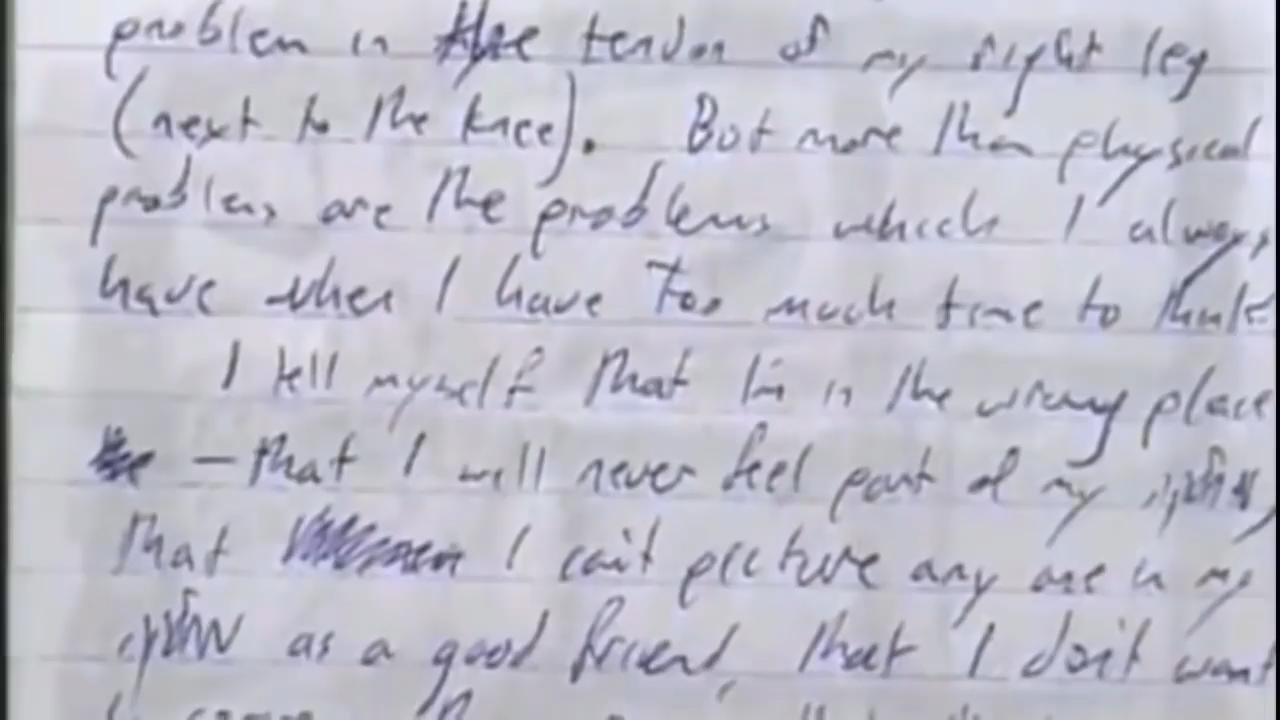 problem in the tendon of my right leg
(next to the knee). But more than physical
problems are the problems which I always
have when I have too much time to think
I tell myself that I'm in the wrong place
– that I will never feel part of my
that I can't picture any one in my
as a good friend, that I don't want